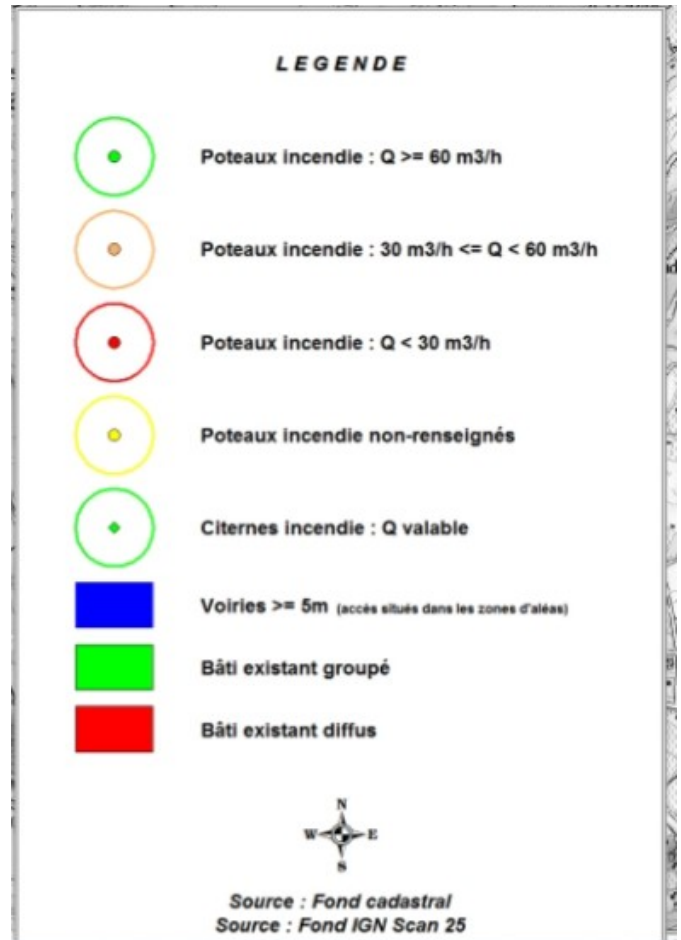 LEGENDE
Poteaux incendie : Q >= 60 m3/h
Poteaux incendie : 30 m3/h <= Q < 60 m3/h
Poteaux incendie : Q < 30 m3/h
Poteaux incendie non-renseignés
Citernes incendie : Q valable
Voiries >= 5m (accès situés dans les zones d'aléas)
Bâti existant groupé
Bâti existant diffus
N
W E
S
Source : Fond cadastral
Source : Fond IGN Scan 25